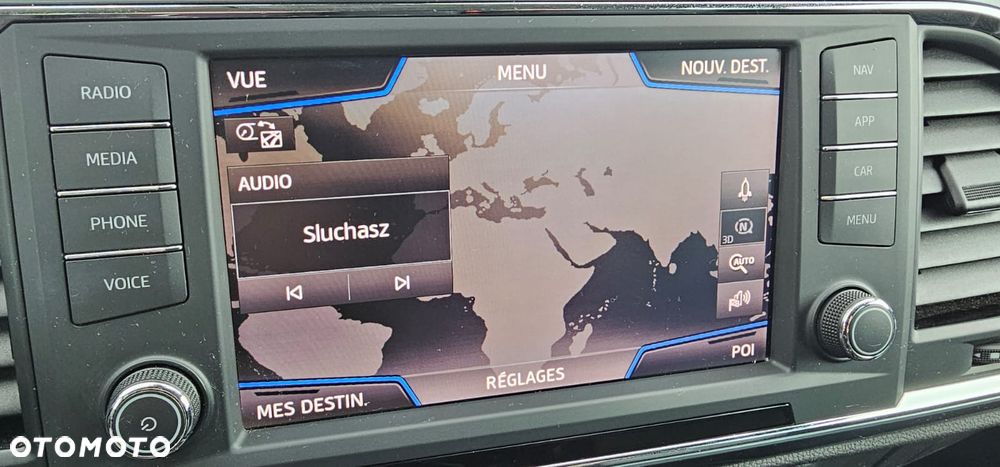 RADIO
MEDIA
PHONE
VOICE
VUE
MENU
NOUV. DEST.
AUDIO
Sluchasz
N
3D
AUTO
P
MES DESTIN.
RÉGLAGES
POI
NAV
APP
CAR
MENU
OTOMOTO